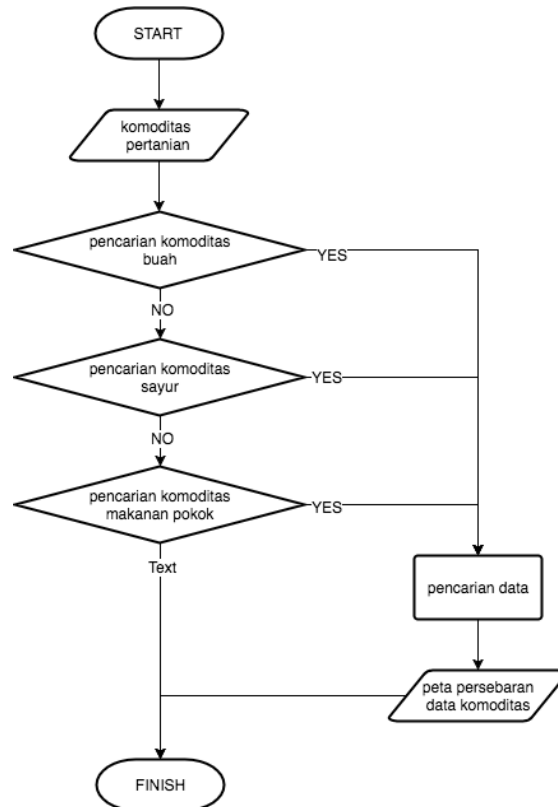 START
komoditas
pertanian
pencarian komoditas
buah
YES
NO
pencarian komoditas
sayur
YES
NO
pencarian komoditas
makanan pokok
YES
Text
pencarian data
peta persebaran
data komoditas
FINISH